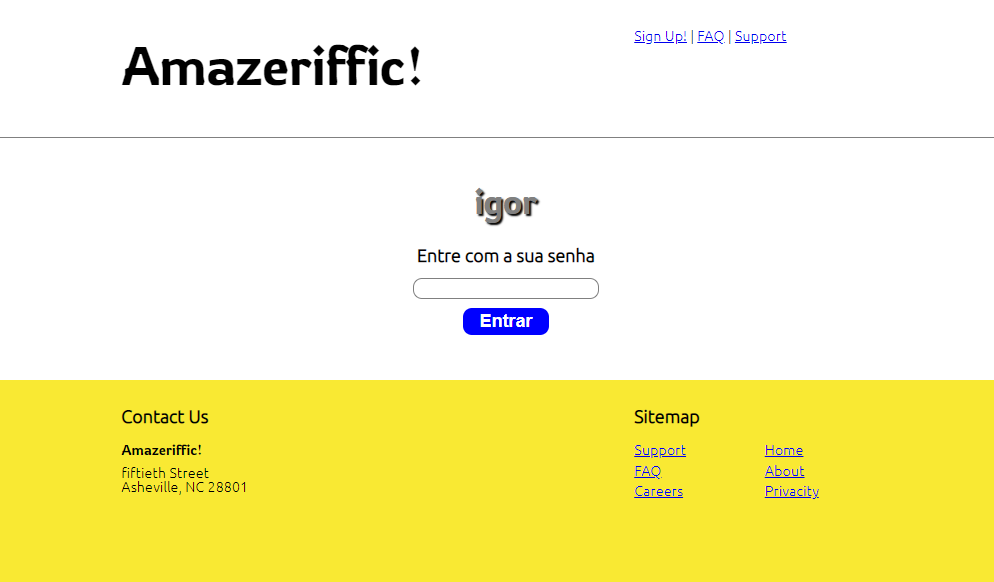 Amazeriffic!
Sign Up! | FAQ | Support
igor
Entre com a sua senha
Entrar
Contact Us
Amazeriffic!
fiftieth Street
Asheville, NC 28801
Sitemap
Support
FAQ
Careers
Home
About
Privacity